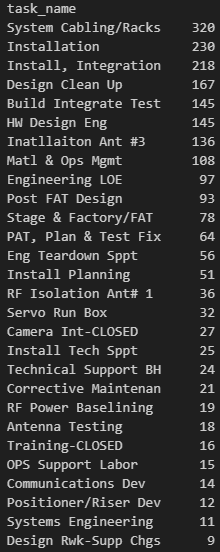 task_name
System Cabling/Racks 320
Installation 230
Install, Integration 218
Design Clean Up 167
Build Integrate Test 145
HW Design Eng 145
Inatllaiton Ant #3 136
Matl & Ops Mgmt 108
Engineering LOE 97
Post FAT Design 93
Stage & Factory/FAT 78
PAT, Plan & Test Fix 64
Eng Teardown Sppt 56
Install Planning 51
RF Isolation Ant# 1 36
Servo Run Box 32
Camera Int-CLOSED 27
Install Tech Sppt 25
Technical Support BH 24
Corrective Maintenan 21
RF Power Baselining 19
Antenna Testing 18
Training-CLOSED 16
OPS Support Labor 15
Communications Dev 14
Positioner/Riser Dev 12
Systems Engineering 11
Design Rwk-Supp Chgs 9